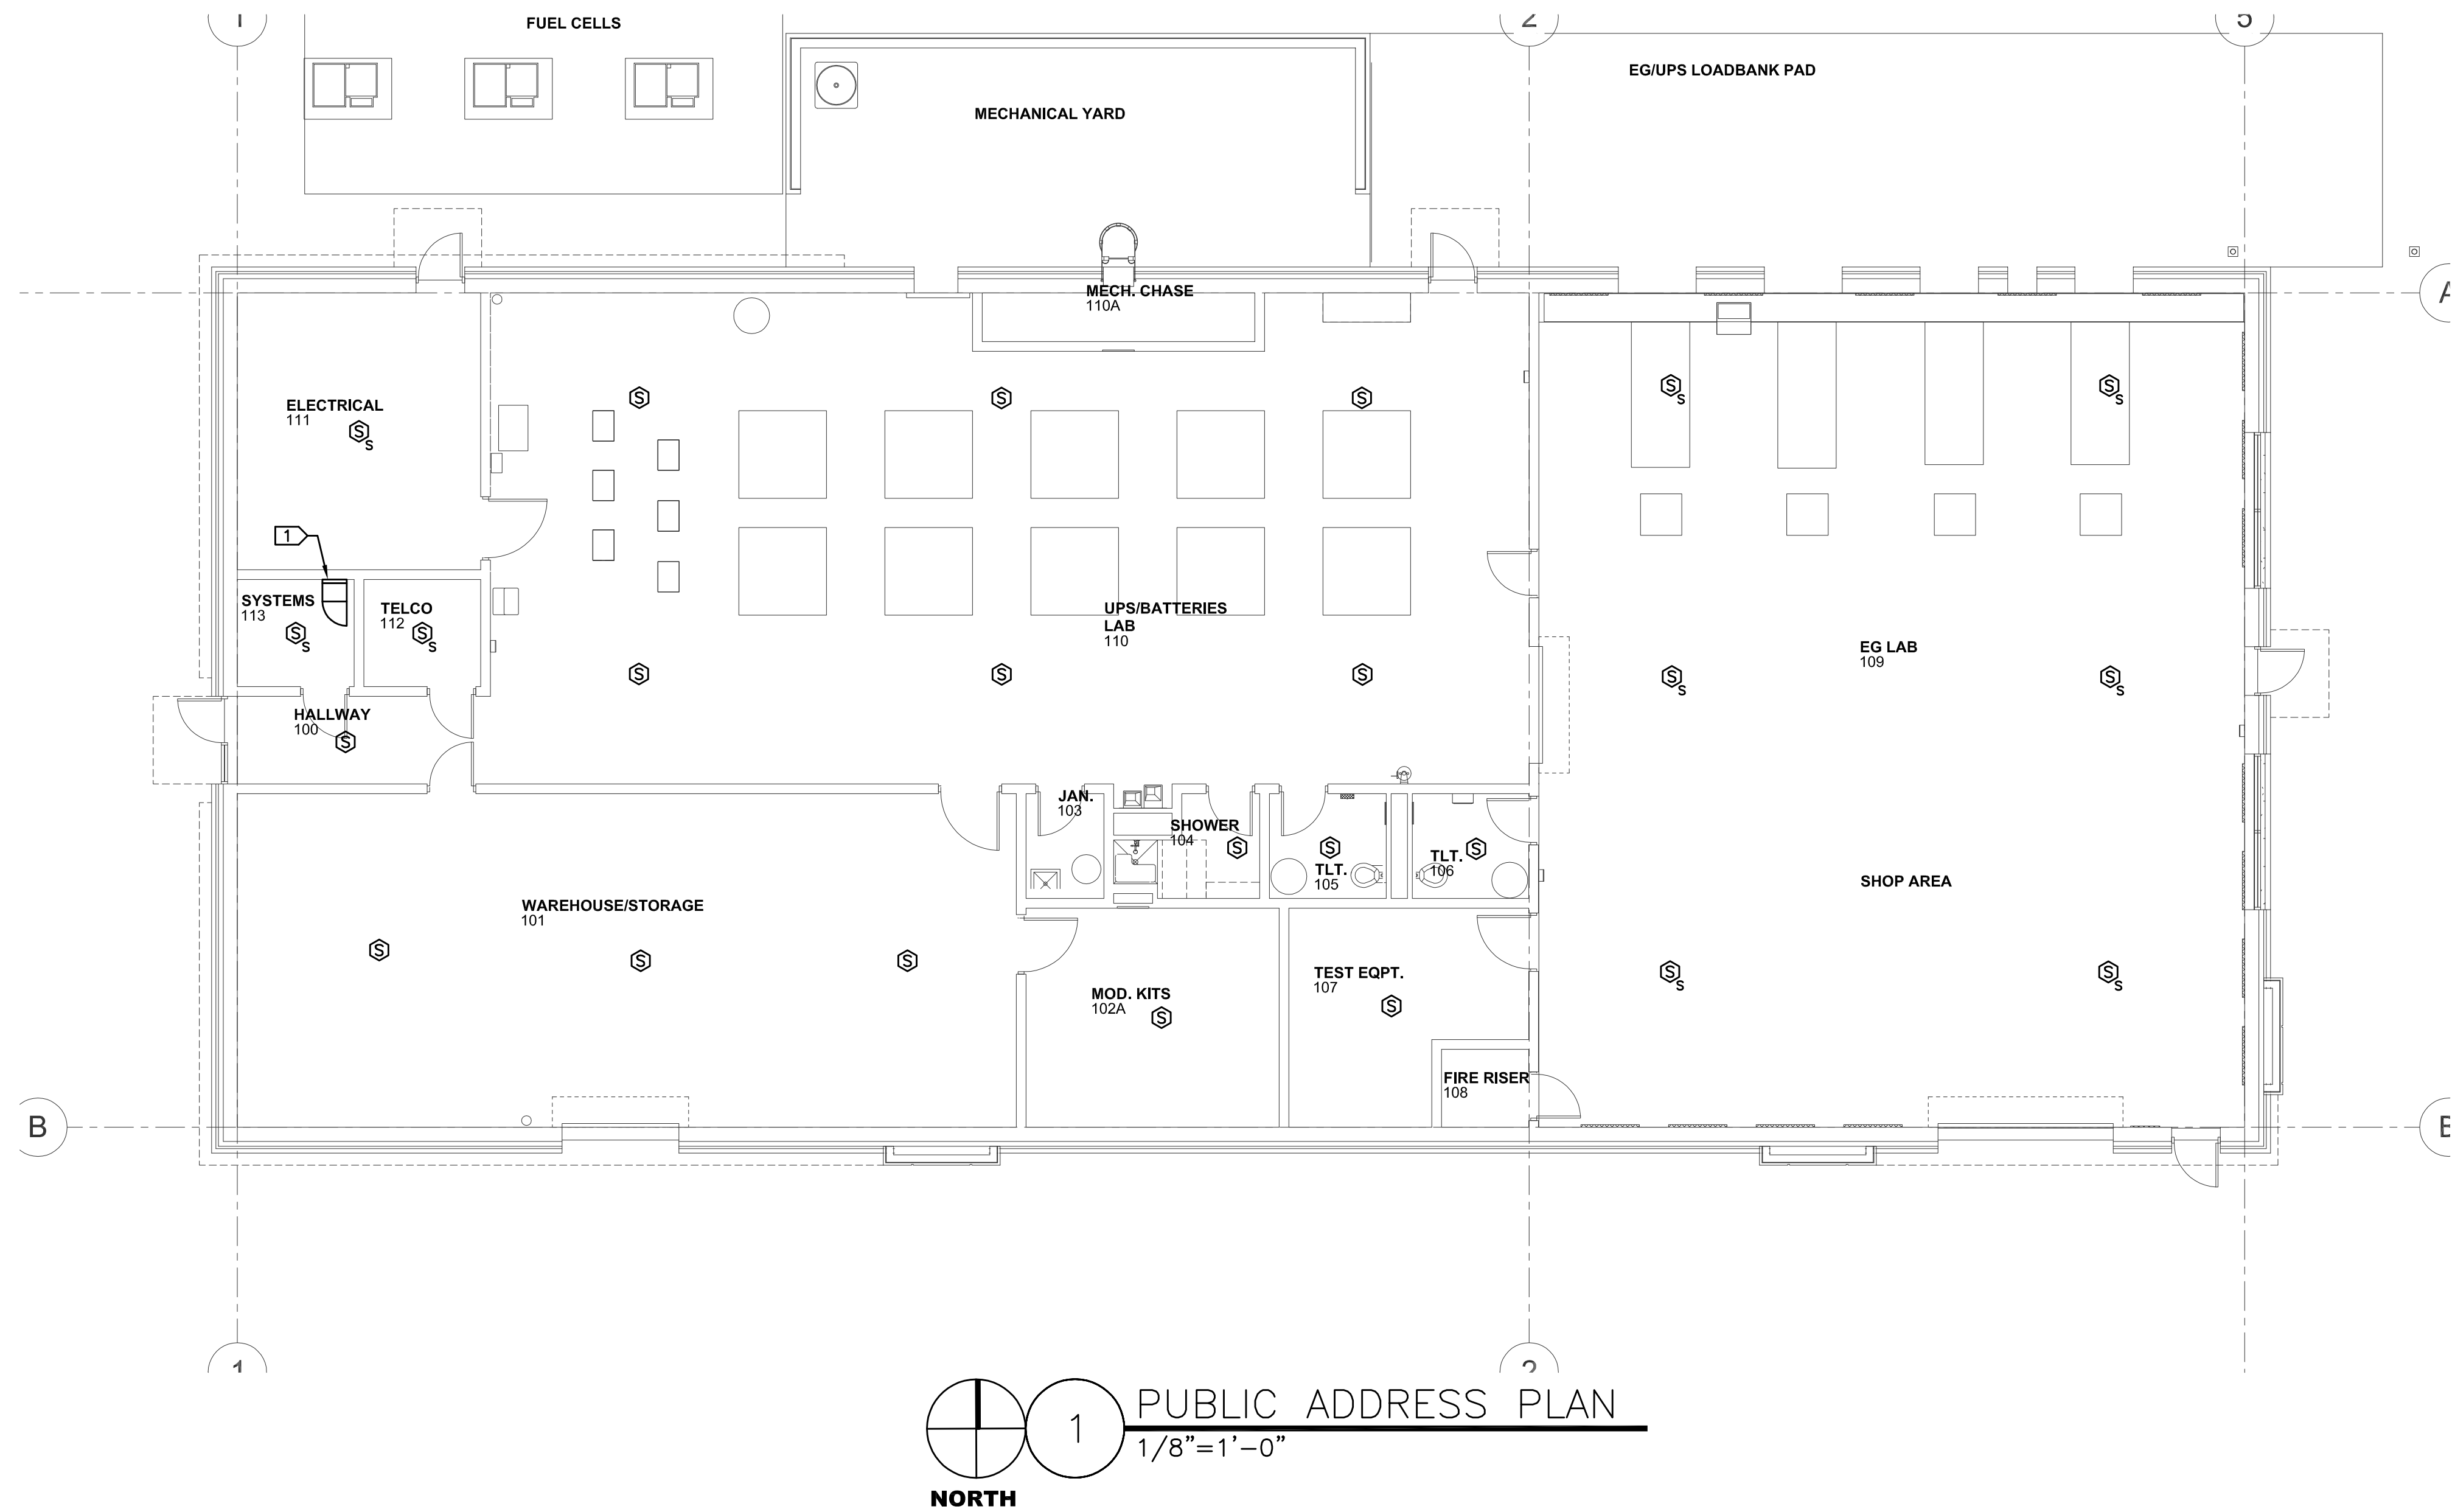 1
FUEL CELLS
2
5
EG/UPS LOADBANK PAD
MECHANICAL YARD
MECH. CHASE
110A
A
ELECTRICAL
111
S
S
S
S
S
S
S
S
S
1
SYSTEMS
113
S
S
TELCO
112
S
S
UPS/BATTERIES
LAB
110
EG LAB
109
S
S
S
S
S
S
S
HALLWAY
100
S
JAN.
103
SHOWER
104
S
S
TLT.
105
TLT.
106
S
SHOP AREA
WAREHOUSE/STORAGE
101
S
S
S
MOD. KITS
102A
S
TEST EQPT.
107
S
S
S
S
S
FIRE RISER
108
B
B
1
2
1
PUBLIC ADDRESS PLAN
1/8"=1'-0"
NORTH